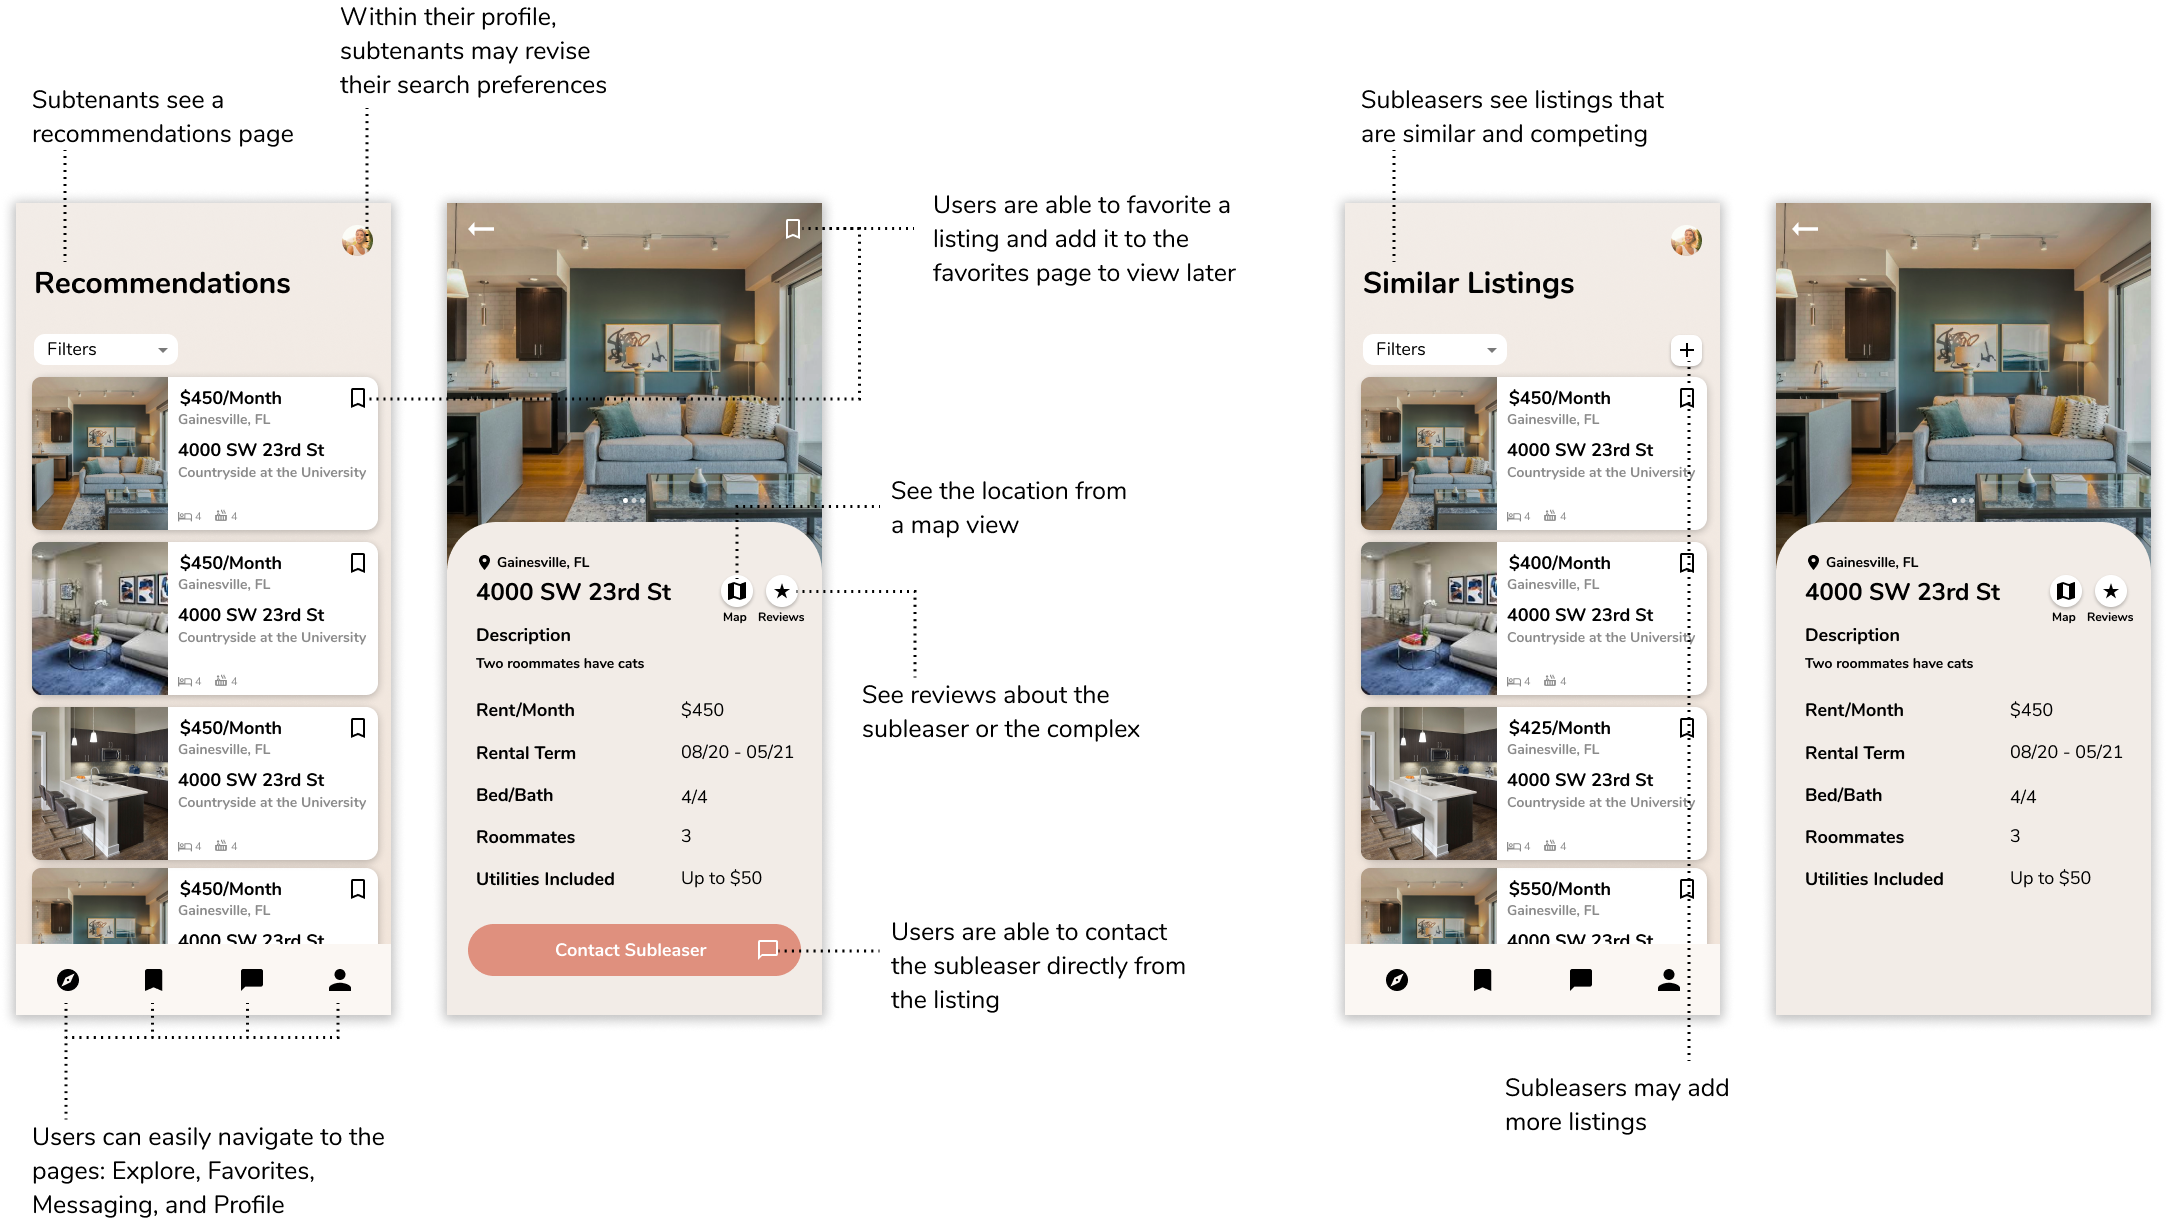 Within their profile,
subtenants may revise
their search preferences
Subtenants see a
recommendations page
Recommendations
Filters
$450/Month
Gainesville, FL
4000 SW 23rd St
Countryside at the University
4 4
$450/Month
Gainesville, FL
4000 SW 23rd St
Countryside at the University
4 4
$450/Month
Gainesville, FL
4000 SW 23rd St
Countryside at the University
4 4
$450/Month
Gainesville, FL
4000 SW 23rd St
Users can easily navigate to the
pages: Explore, Favorites,
Messaging, and Profile
Gainesville, FL
4000 SW 23rd St
Map Reviews
Description
Two roommates have cats
Rent/Month $450
Rental Term 08/20 - 05/21
Bed/Bath 4/4
Roommates 3
Utilities Included Up to $50
Contact Subleaser
Users are able to favorite a
listing and add it to the
favorites page to view later
See the location from
a map view
See reviews about the
subleaser or the complex
Users are able to contact
the subleaser directly from
the listing
Subleasers see listings that
are similar and competing
Similar Listings
Filters
$450/Month
Gainesville, FL
4000 SW 23rd St
Countryside at the University
4 4
$400/Month
Gainesville, FL
4000 SW 23rd St
Countryside at the University
4 4
$425/Month
Gainesville, FL
4000 SW 23rd St
Countryside at the University
4 4
$550/Month
Gainesville, FL
4000 SW 23rd St
Subleasers may add
more listings
Gainesville, FL
4000 SW 23rd St
Map Reviews
Description
Two roommates have cats
Rent/Month $450
Rental Term 08/20 - 05/21
Bed/Bath 4/4
Roommates 3
Utilities Included Up to $50